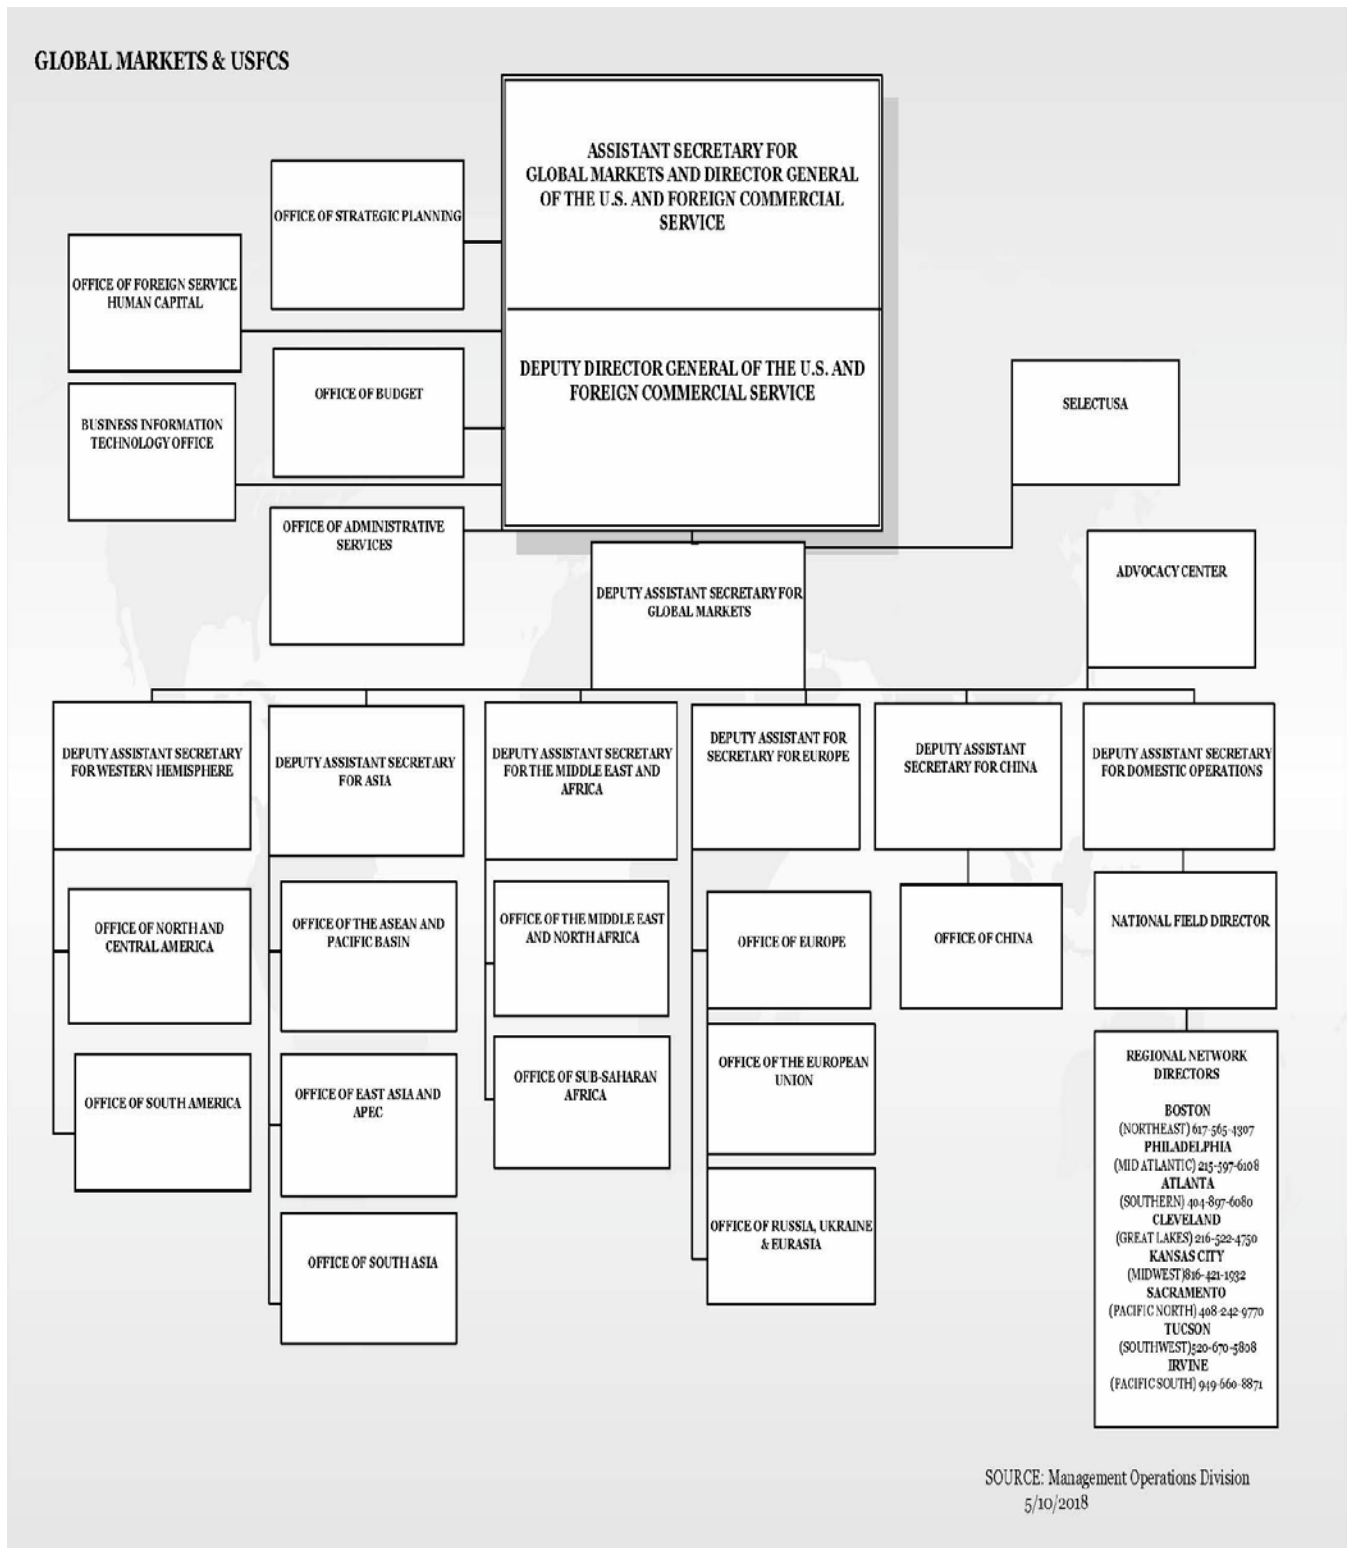 GLOBAL MARKETS & USFCS
ASSISTANT SECRETARY FOR
GLOBAL MARKETS AND DIRECTOR GENERAL
OF THE U.S. AND FOREIGN COMMERCIAL
SERVICE
OFFICE OF STRATEGIC PLANNING
OFFICE OF FOREIGN SERVICE
HUMAN CAPITAL
DEPUTY DIRECTOR GENERAL OF THE U.S. AND
FOREIGN COMMERCIAL SERVICE
OFFICE OF BUDGET
SELECTUSA
BUSINESS INFORMATION
TECHNOLOGY OFFICE
OFFICE OF ADMINISTRATIVE
SERVICES
ADVOCACY CENTER
DEPUTY ASSISTANT SECRETARY FOR
GLOBAL MARKETS
DEPUTY ASSISTANT SECRETARY
FOR WESTERN HEMISPHERE
DEPUTY ASSISTANT SECRETARY
FOR ASIA
DEPUTY ASSISTANT SECRETARY
FOR THE MIDDLE EAST AND
AFRICA
DEPUTY ASSISTANT FOR
SECRETARY FOR EUROPE
DEPUTY ASSISTANT
SECRETARY FOR CHINA
DEPUTY ASSISTANT SECRETARY
FOR DOMESTIC OPERATIONS
OFFICE OF NORTH AND
CENTRAL AMERICA
OFFICE OF THE ASEAN AND
PACIFIC BASIN
OFFICE OF THE MIDDLE EAST
AND NORTH AFRICA
OFFICE OF EUROPE
OFFICE OF CHINA
NATIONAL FIELD DIRECTOR
OFFICE OF SOUTH AMERICA
OFFICE OF EAST ASIA AND
APEC
OFFICE OF SUB-SAHARAN
AFRICA
OFFICE OF THE EUROPEAN
UNION
OFFICE OF SOUTH ASIA
OFFICE OF RUSSIA, UKRAINE
& EURASIA
REGIONAL NETWORK
DIRECTORS
BOSTON
(NORTHEAST) 617-565-4307
PHILADELPHIA
(MID ATLANTIC) 215-597-6108
ATLANTA
(SOUTHERN) 404-897-6080
CLEVELAND
(GREAT LAKES) 216-522-4750
KANSAS CITY
(MIDWEST)816-421-1932
SACRAMENTO
(PACIFIC NORTH) 408-242-9770
TUCSON
(SOUTHWEST)520-670-5808
IRVINE
(PACIFIC SOUTH) 949-660-8871
SOURCE: Management Operations Division
5/10/2018